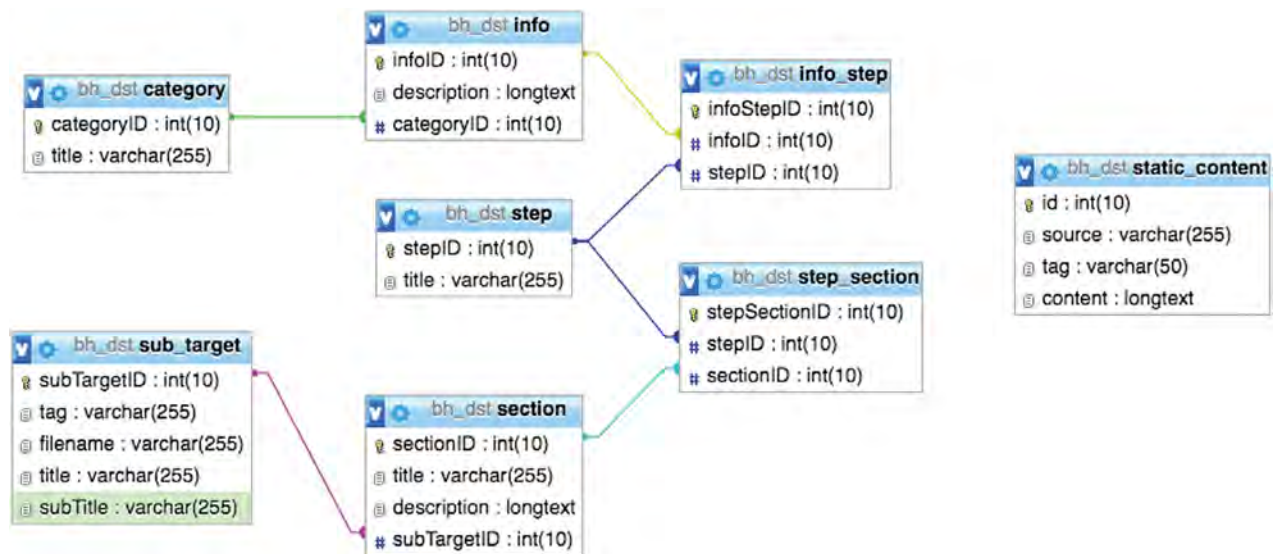 bh_dst category
categoryID : int(10)
title : varchar(255)
bh_dst info
infoID : int(10)
description : longtext
categoryID : int(10)
bh_dst info_step
infoStepID : int(10)
infoID : int(10)
stepID : int(10)
bh_dst static_content
id : int(10)
source : varchar(255)
tag : varchar(50)
content : longtext
bh_dst step
stepID : int(10)
title : varchar(255)
bh_dst step_section
stepSectionID : int(10)
stepID : int(10)
sectionID : int(10)
bh_dst sub_target
subTargetID : int(10)
tag : varchar(255)
filename : varchar(255)
title : varchar(255)
subTitle : varchar(255)
bh_dst section
sectionID : int(10)
title : varchar(255)
description : longtext
subTargetID : int(10)